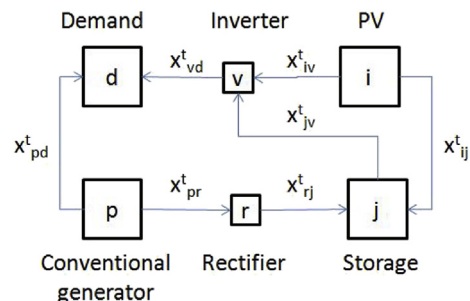 Demand Inverter PV
d x^t_vd v x^t_iv i
x^t_jv
x^t_pd x^t_ij
p x^t_pr r x^t_rj j
Conventional generator Rectifier Storage